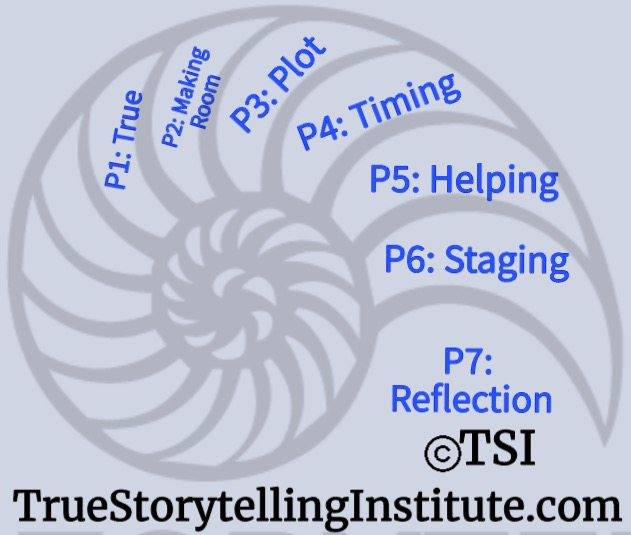 P1: True
P2: Making
Room
P3: Plot
P4: Timing
P5: Helping
P6: Staging
P7:
Reflection
©TSI
TrueStorytellingInstitute.com